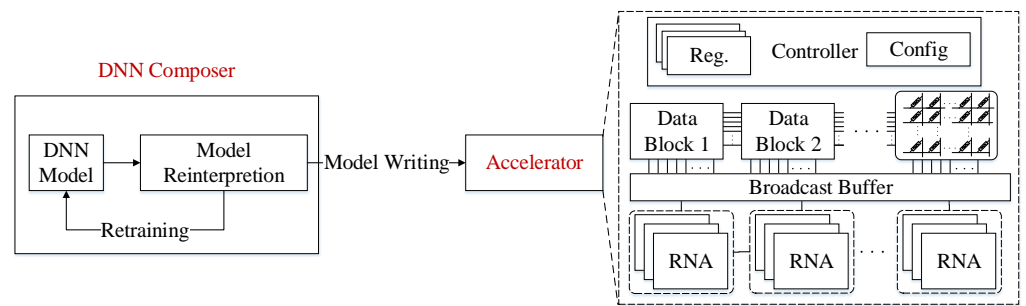 DNN Composer
DNN
Model
Model
Reinterpretion
Retraining
Model Writing
Accelerator
Reg.
Controller
Config
Data
Block 1
Data
Block 2
. . .
Broadcast Buffer
RNA
RNA
. . .
RNA